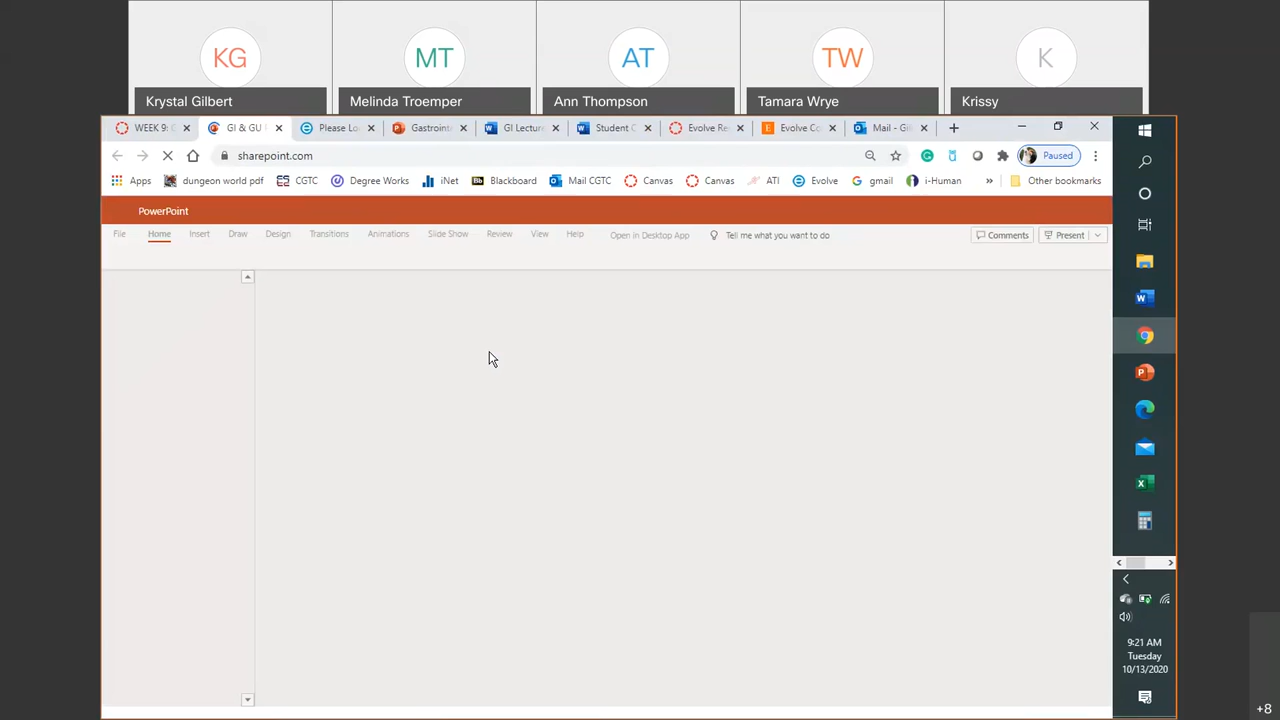 KG MT AT TW K
Krystal Gilbert Melinda Troemper Ann Thompson Tamara Wrye Krissy
WEEK 9: GI & GU Please Lo Gastroint GI Lectur Student C Evolve Re Evolve Co Mail - Gil
sharepoint.com Paused
Apps dungeon world pdf CGTC Degree Works iNet Blackboard Mail CGTC Canvas Canvas ATI Evolve gmail i-Human » Other bookmarks
PowerPoint
File Home Insert Draw Design Transitions Animations Slide Show Review View Help Open in Desktop App Tell me what you want to do Comments Present
9:21 AM
Tuesday
10/13/2020
+8